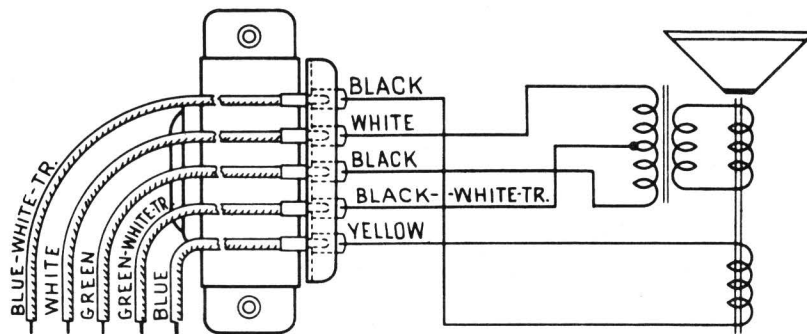 BLACK
WHITE
BLACK
BLACK--WHITE-TR.
YELLOW
BLUE-WHITE-TR.
WHITE
GREEN
GREEN-WHITE-TR.
BLUE